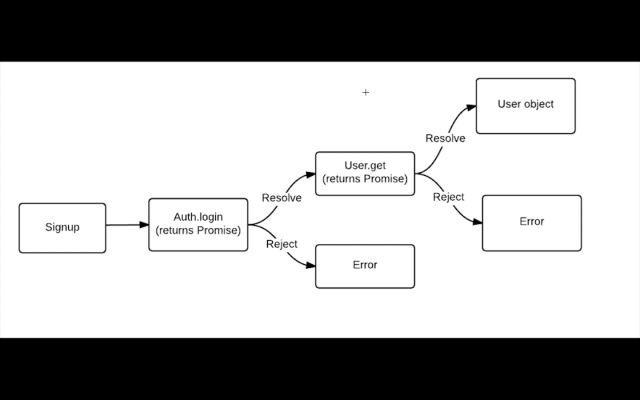 Signup
Auth.login
(returns Promise)
Resolve
Reject
User.get
(returns Promise)
Error
Resolve
Reject
User object
Error